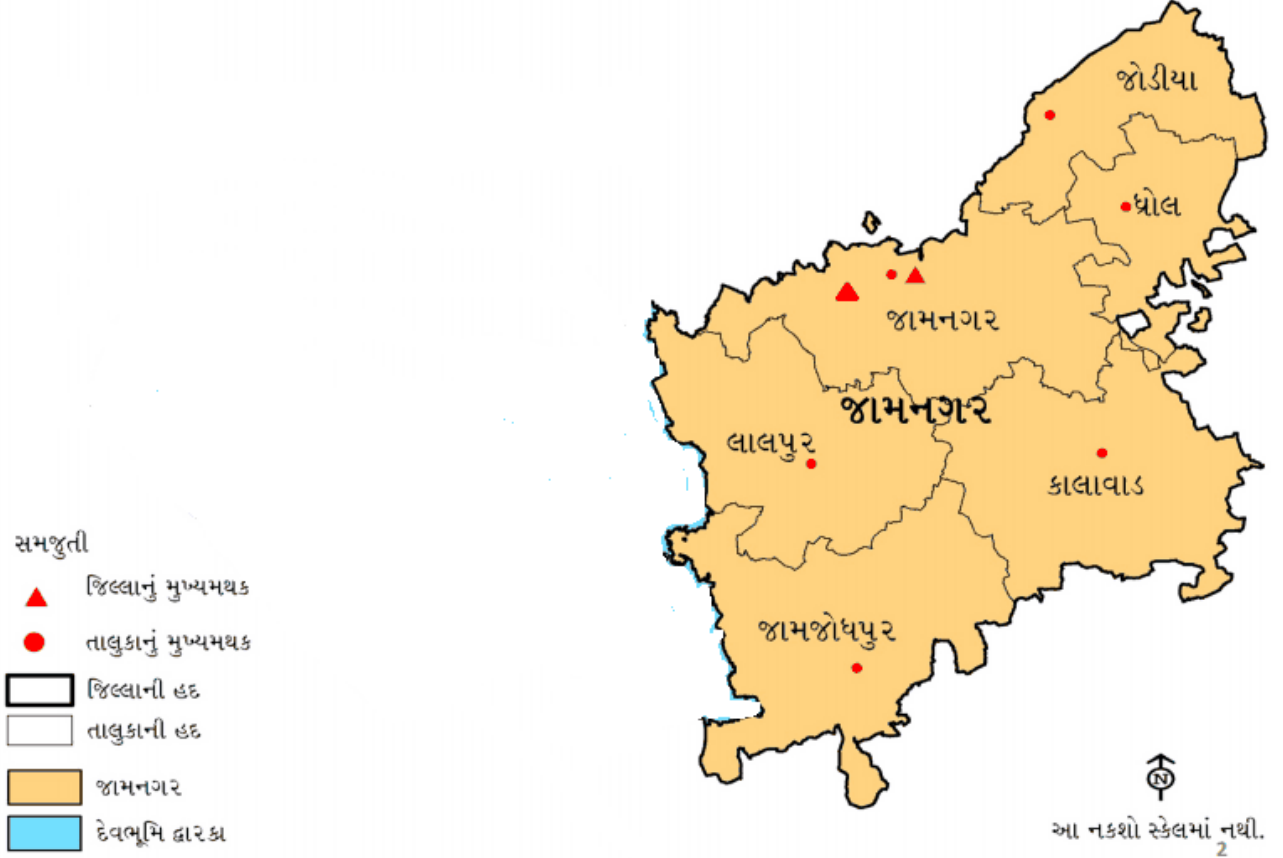 જોડીયા
ધ્રોલ
જામનગર
જામનગર
લાલપુર
કાલાવાડ
જામજોધપુર
સમજુતી
જિલ્લાનું મુખ્યમથક
તાલુકાનું મુખ્યમથક
જિલ્લાની હદ
તાલુકાની હદ
જામનગર
દેવભૂમિ દ્વારકા
N
આ નકશો સ્કેલમાં નથી.
2